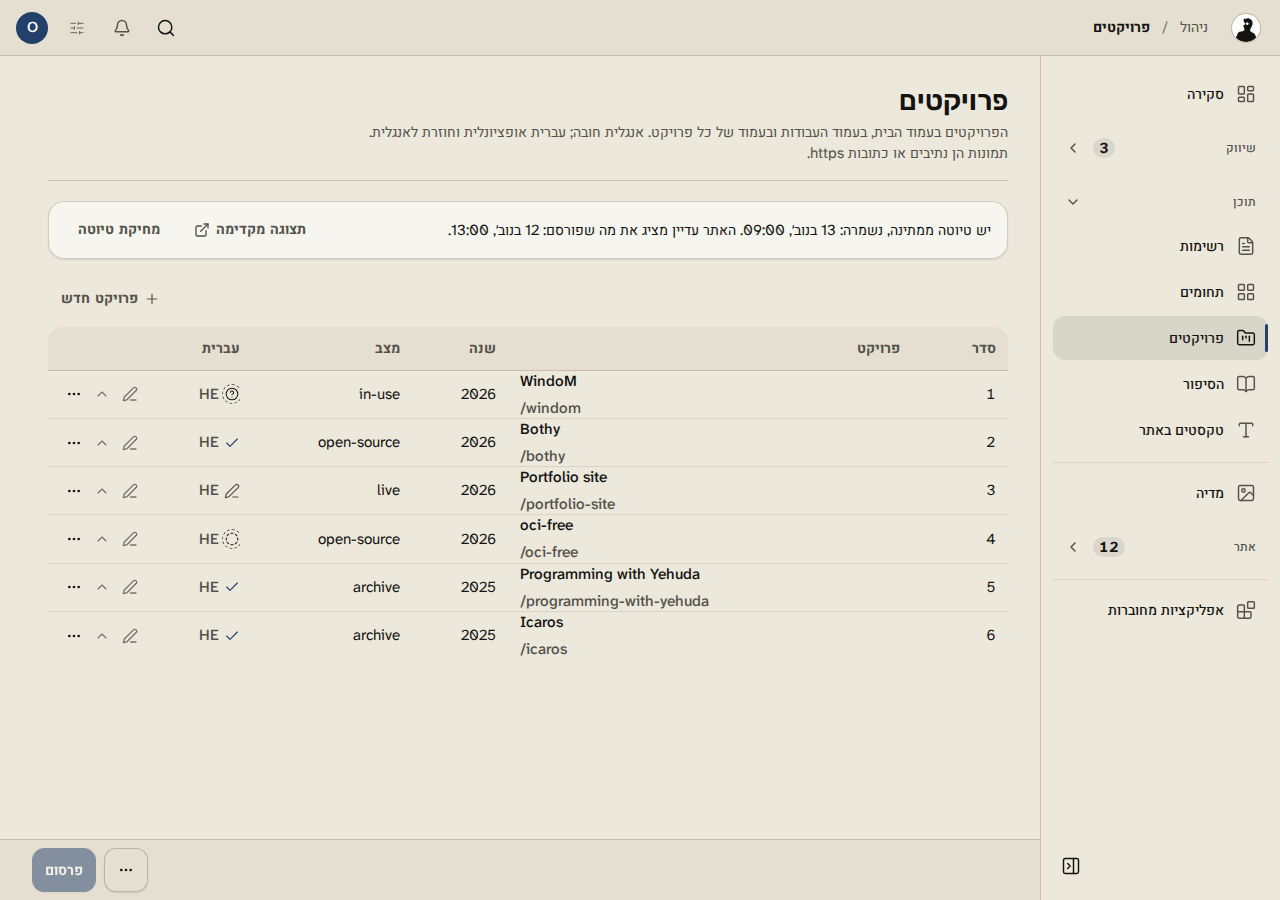 ניהול / פרויקטים
O
סקירה
שיווק 3
תוכן
רשימות
תחומים
פרויקטים
הסיפור
טקסטים באתר
מדיה
אתר 12
אפליקציות מחוברות
פרויקטים
הפרויקטים בעמוד הבית, בעמוד העבודות ובעמוד של כל פרויקט. אנגלית חובה; עברית אופציונלית וחוזרת לאנגלית.
תמונות הן נתיבים או כתובות https.
יש טיוטה ממתינה, נשמרה: 13 בנוב׳, 09:00. האתר עדיין מציג את מה שפורסם: 12 בנוב׳, 13:00.
תצוגה מקדימה
מחיקת טיוטה
פרויקט חדש
סדר פרויקט שנה מצב עברית
1 WindoM 2026 in-use HE
/windom
2 Bothy 2026 open-source HE
/bothy
3 Portfolio site 2026 live HE
/portfolio-site
4 oci-free 2026 open-source HE
/oci-free
5 Programming with Yehuda 2025 archive HE
/programming-with-yehuda
6 Icaros 2025 archive HE
/icaros
פרסום